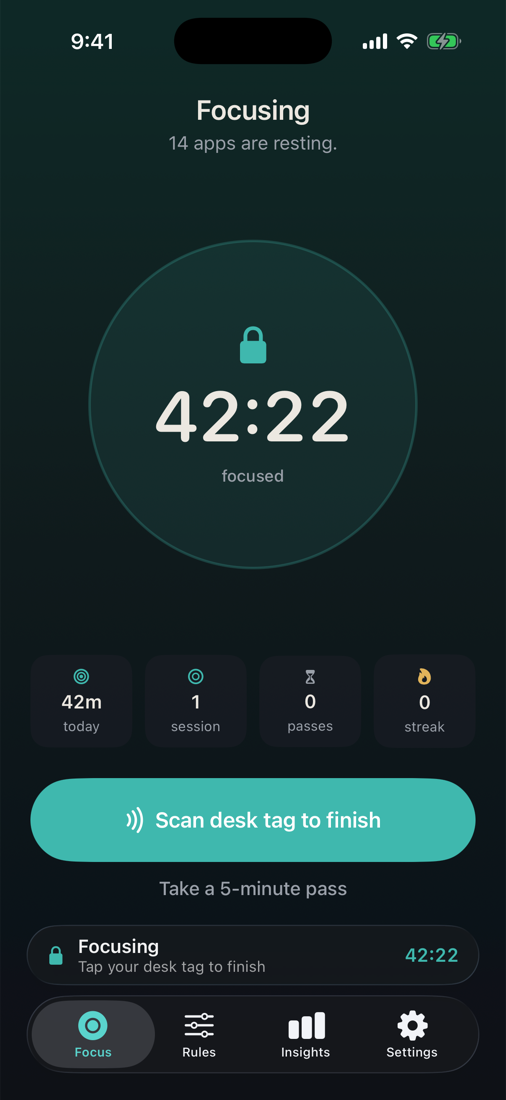 9:41
Focusing
14 apps are resting.
42:22
focused
42m
today
1
session
0
passes
0
streak
Scan desk tag to finish
Take a 5-minute pass
Focusing
Tap your desk tag to finish
42:22
Focus
Rules
Insights
Settings